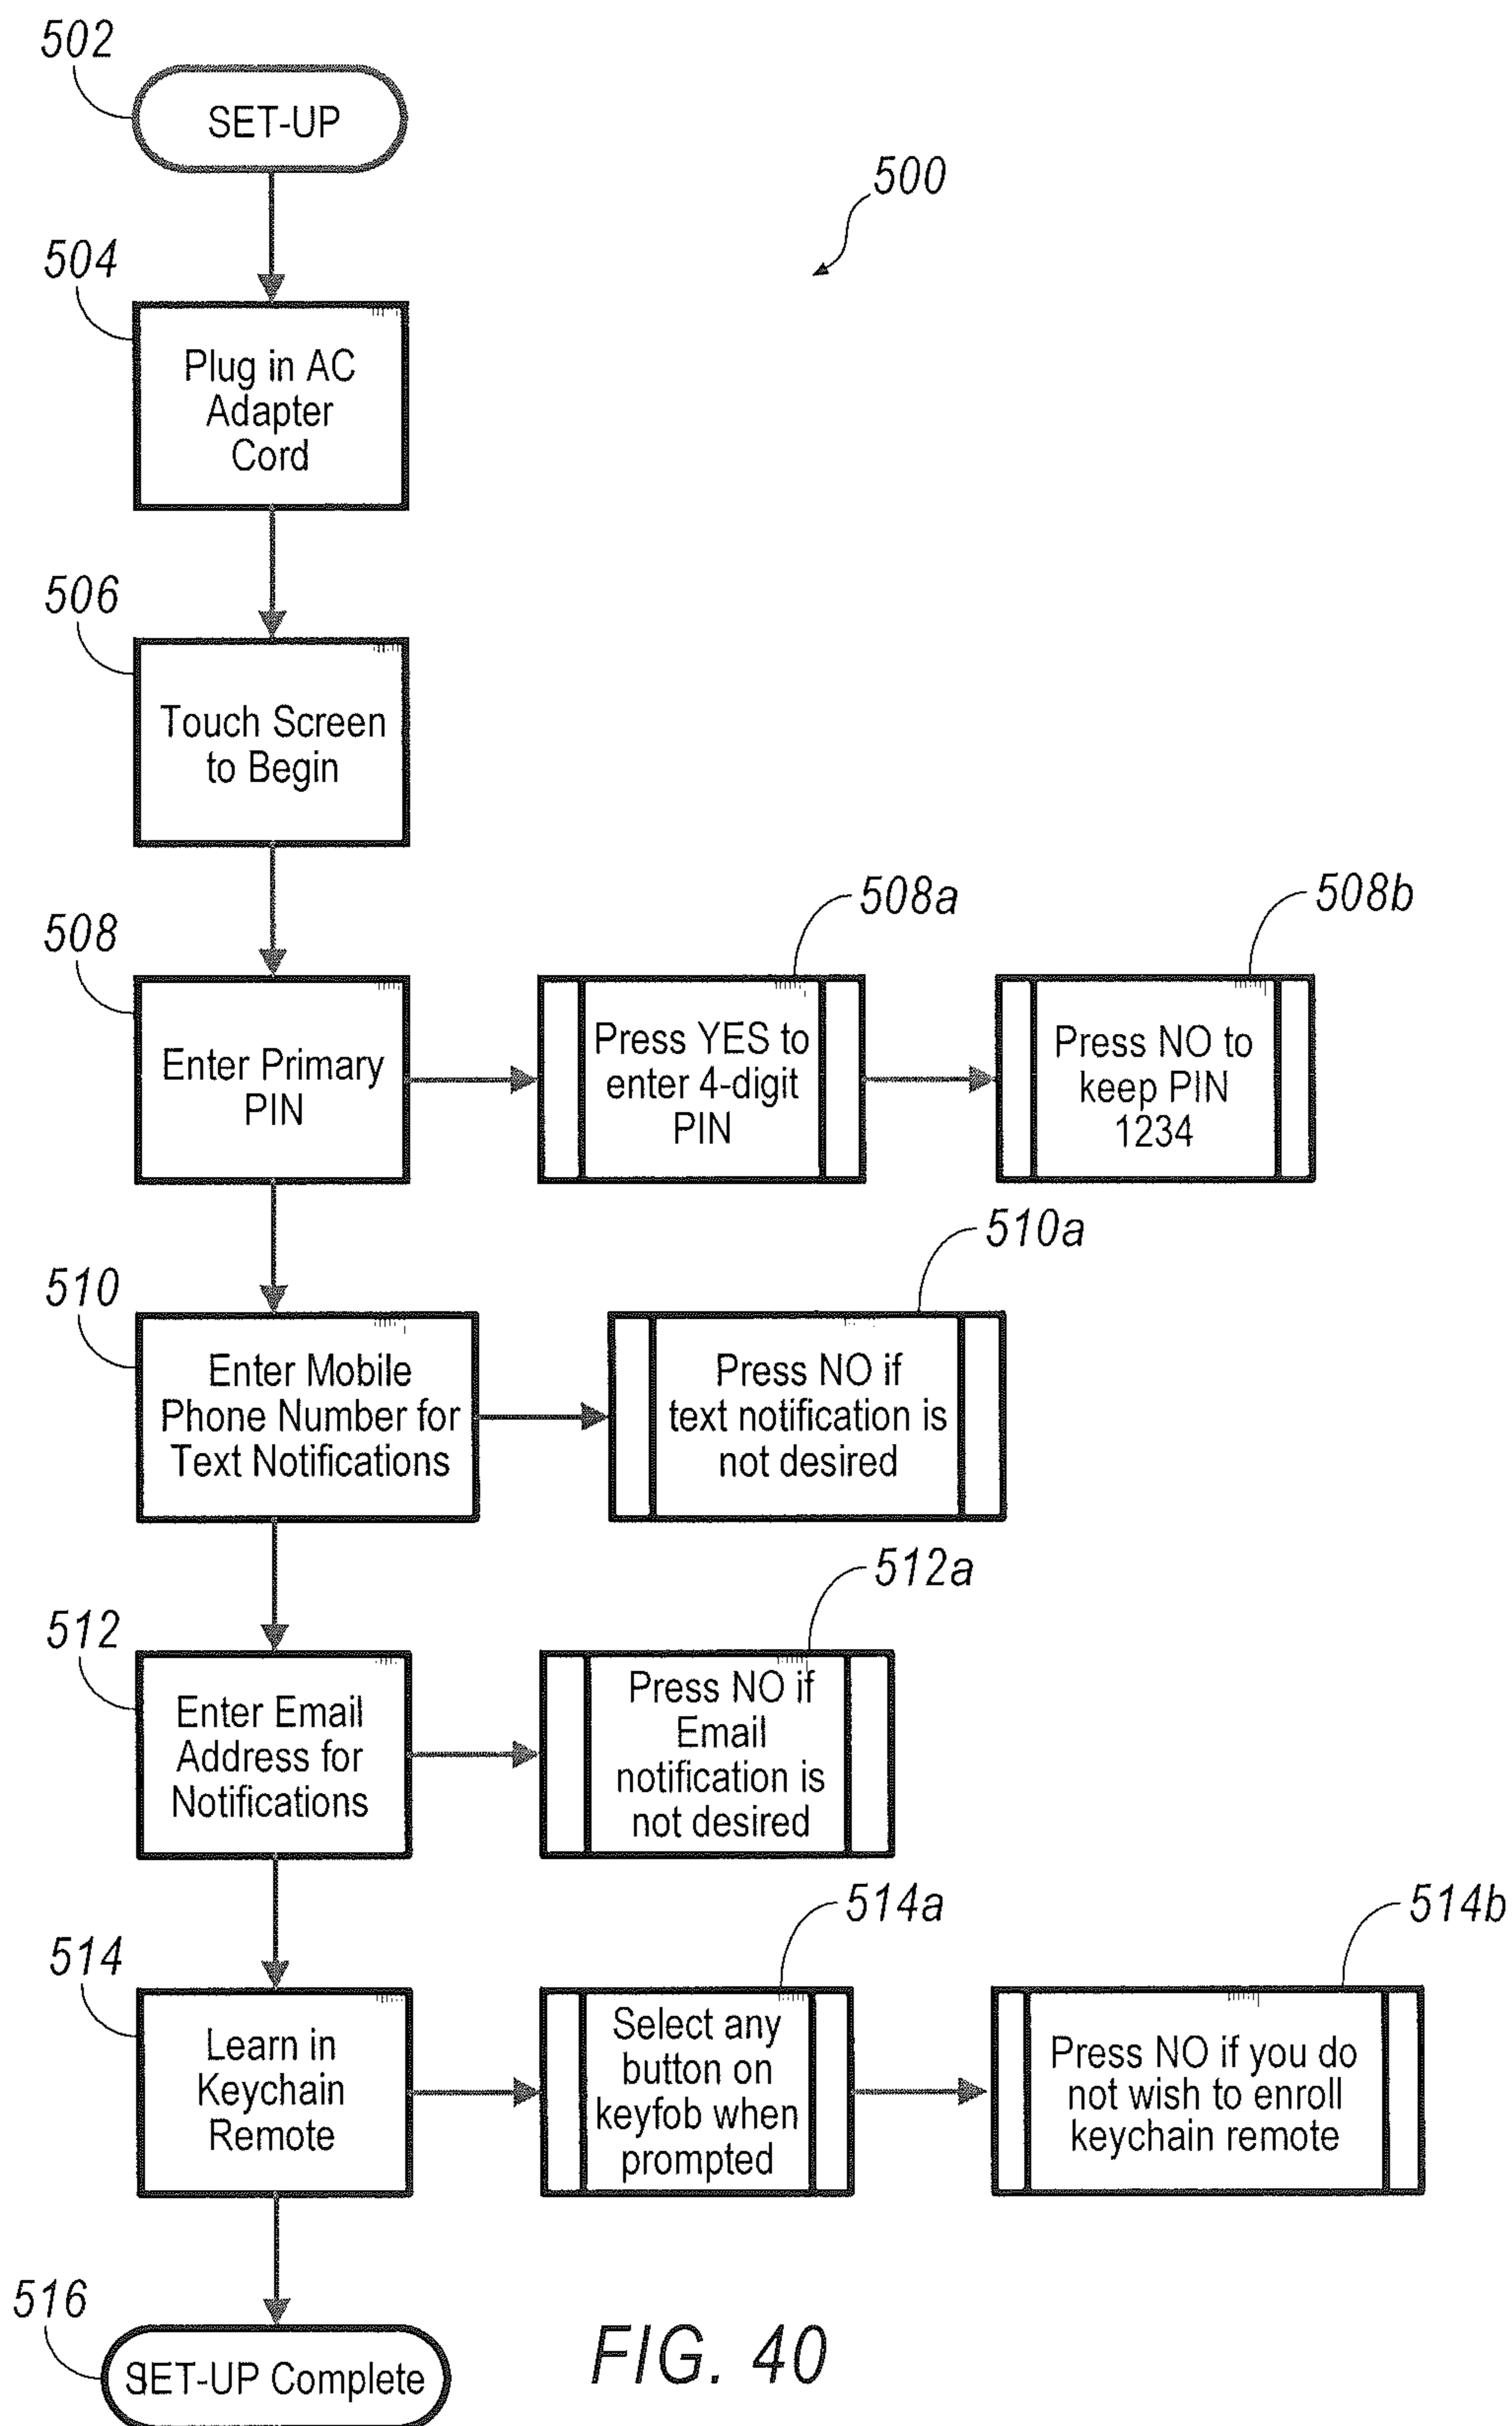 502
SET-UP
500
504
Plug in AC
Adapter
Cord
506
Touch Screen
to Begin
508
Enter Primary
PIN
508a
Press YES to
enter 4-digit
PIN
508b
Press NO to
keep PIN
1234
510
Enter Mobile
Phone Number for
Text Notifications
510a
Press NO if
text notification is
not desired
512
Enter Email
Address for
Notifications
512a
Press NO if
Email
notification is
not desired
514
Learn in
Keychain
Remote
514a
Select any
button on
keyfob when
prompted
514b
Press NO if you do
not wish to enroll
keychain remote
516
SET-UP Complete
FIG. 40